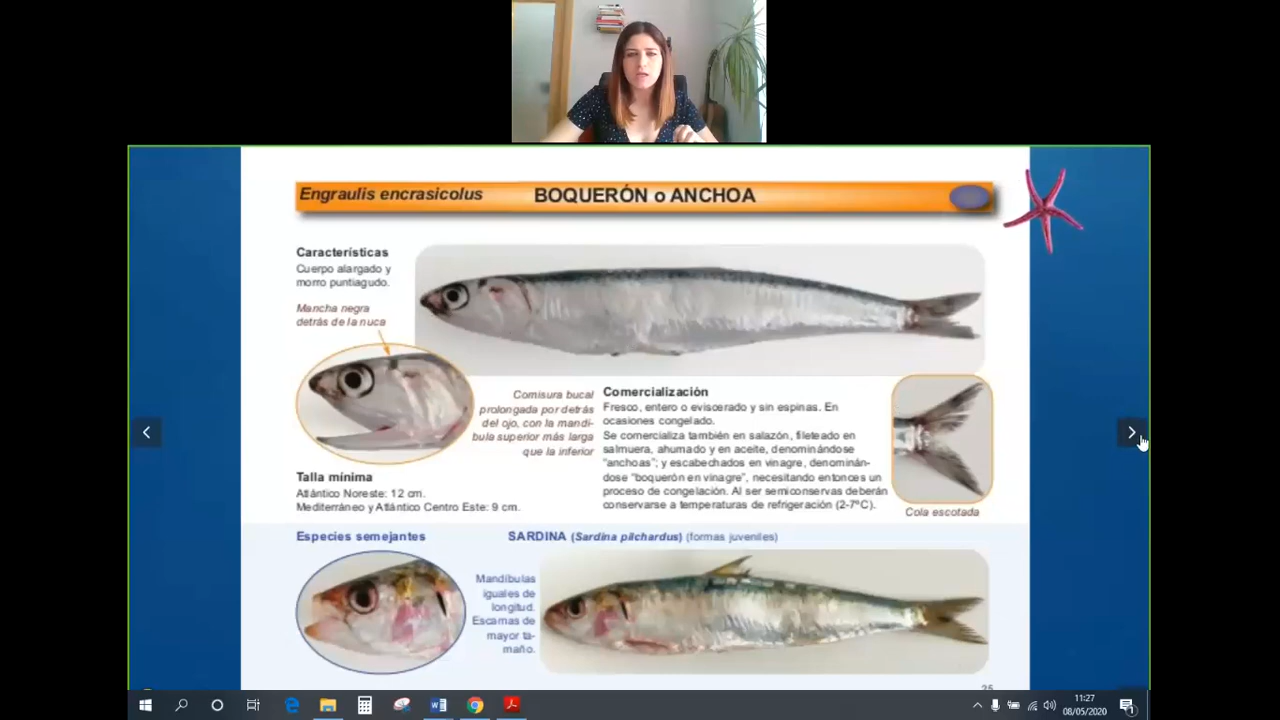 Engraulis encrasicolus BOQUERÓN o ANCHOA
Características
Cuerpo alargado y
morro puntiagudo.
Mancha negra
detrás de la nuca
Comisura bucal
prolongada por detrás
del ojo, con la mandí-
bula superior más larga
que la inferior
Comercialización
Fresco, entero o eviscerado y sin espinas. En
ocasiones congelado.
Se comercializa también en salazón, fileteado en
salmuera, ahumado y en aceite, denominándose
“anchoas”; y escabechados en vinagre, denominán-
dose “boquerón en vinagre”, necesitando entonces un
proceso de congelación. Al ser semiconservas deberán
conservarse a temperaturas de refrigeración (2-7ºC).
Cola escotada
Talla mínima
Atlántico Noreste: 12 cm.
Mediterráneo y Atlántico Centro Este: 9 cm.
Especies semejantes
SARDINA (Sardina pilchardus) (formas juveniles)
Mandíbulas
iguales de
longitud.
Escamas de
mayor ta-
maño.
11:27
08/05/2020